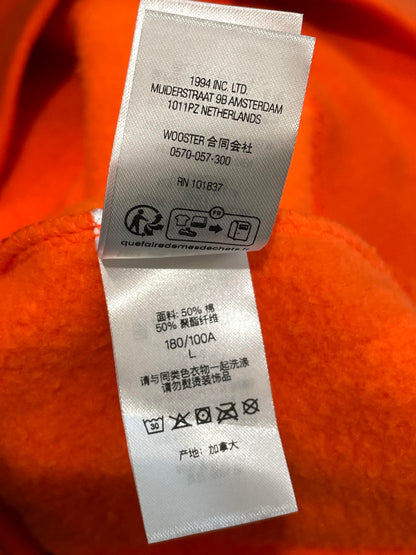 1994 INC. LTD.
MUIDERSTRAAT 9B AMSTERDAM
1011PZ NETHERLANDS
WOOSTER 合同会社
0570-057-300
RN 101837
FR
quefairedemesdechets.fr
面料: 50% 棉
50% 聚酯纤维
180/100A
L
请与同类色衣物一起洗涤
请勿熨烫装饰品
30
产地: 加拿大